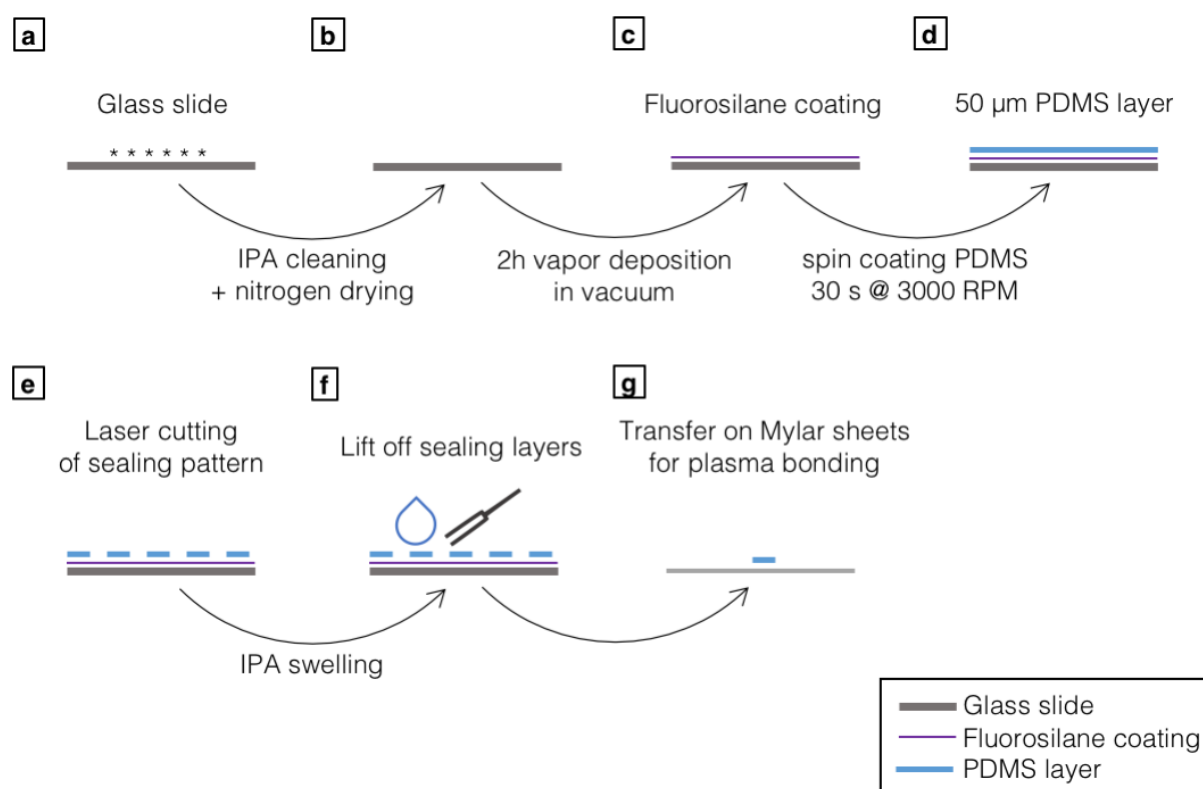 a
b
c
d
Glass slide
Fluorosilane coating
50 µm PDMS layer
* * * * * *
IPA cleaning
+ nitrogen drying
2h vapor deposition
in vacuum
spin coating PDMS
30 s @ 3000 RPM
e
f
g
Laser cutting
of sealing pattern
Lift off sealing layers
Transfer on Mylar sheets
for plasma bonding
IPA swelling
Glass slide
Fluorosilane coating
PDMS layer